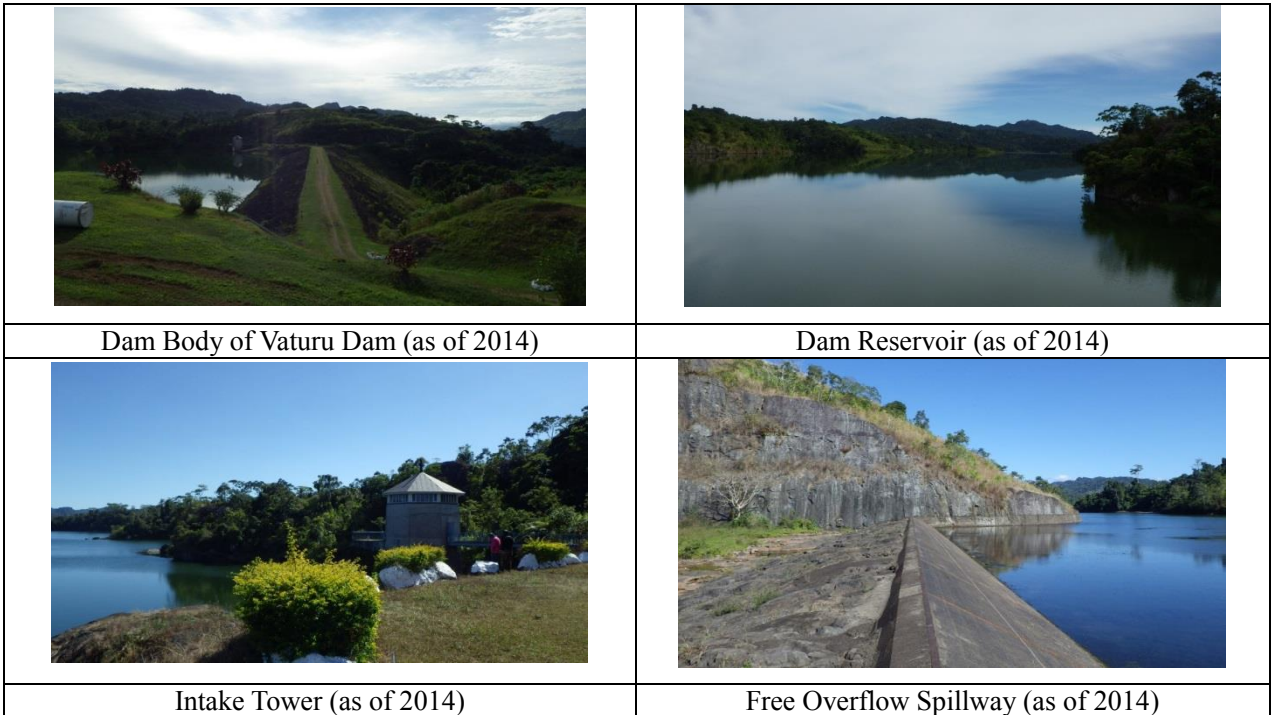 Dam Body of Vaturu Dam (as of 2014)
Dam Reservoir (as of 2014)
Intake Tower (as of 2014)
Free Overflow Spillway (as of 2014)